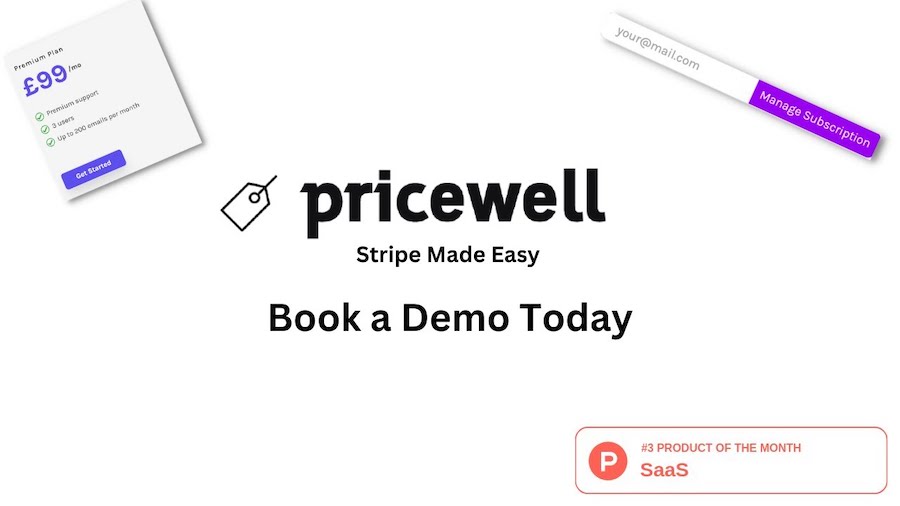 Premium Plan
£99/mo
Premium support
3 users
Up to 200 emails per month
Get Started
your@mail.com
Manage Subscription
pricewell
Stripe Made Easy
Book a Demo Today
P
#3 PRODUCT OF THE MONTH
SaaS